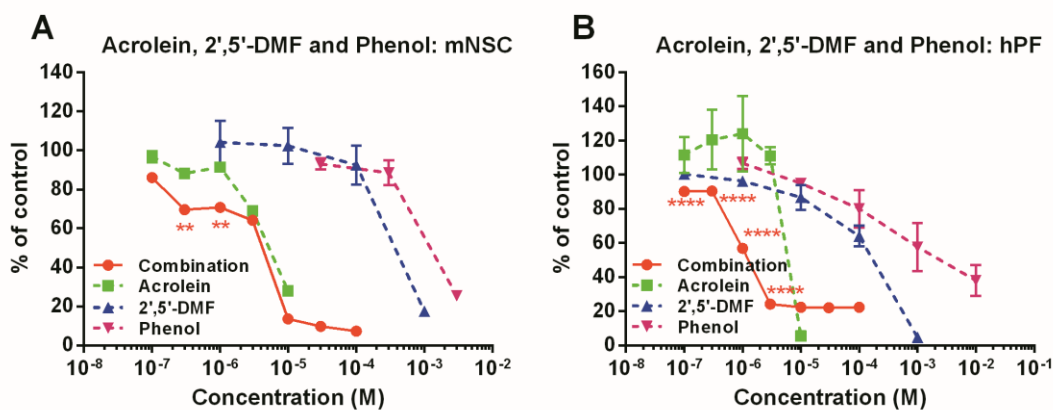 A
Acrolein, 2',5'-DMF and Phenol: mNSC
% of control
140
120
100
80
60
40
20
0
**
**
Combination
Acrolein
2',5'-DMF
Phenol
10-8
10-7
10-6
10-5
10-4
10-3
10-2
Concentration (M)
B
Acrolein, 2',5'-DMF and Phenol: hPF
% of control
160
140
120
100
80
60
40
20
0
****
****
****
****
Combination
Acrolein
2',5'-DMF
Phenol
10-8
10-7
10-6
10-5
10-4
10-3
10-2
10-1
Concentration (M)